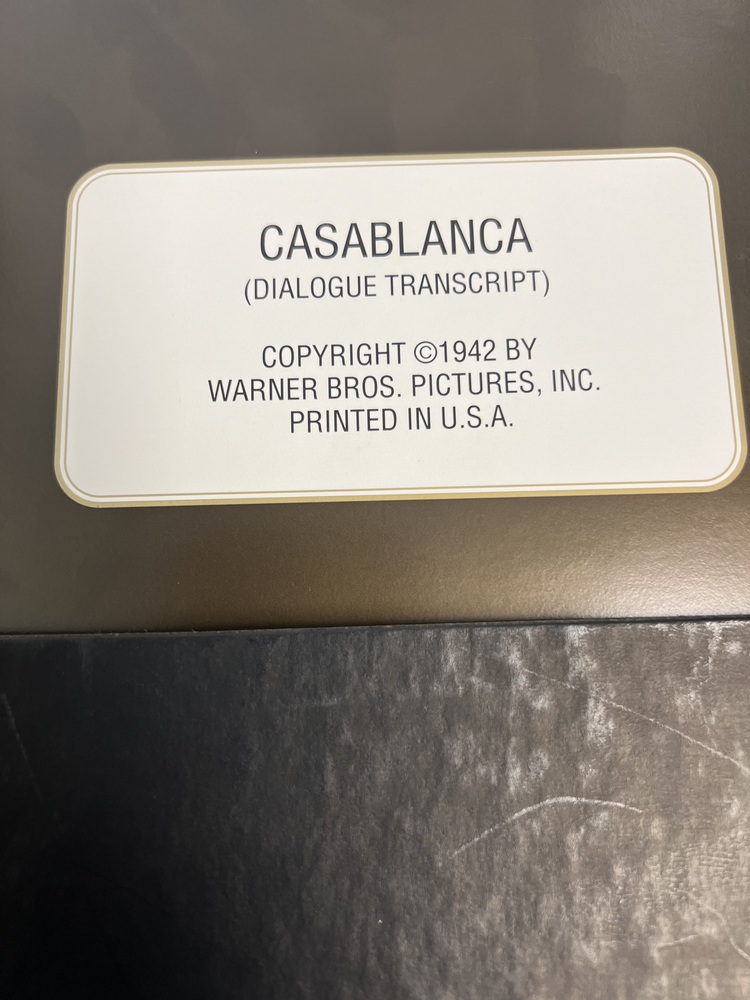 CASABLANCA
(DIALOGUE TRANSCRIPT)
COPYRIGHT ©1942 BY
WARNER BROS. PICTURES, INC.
PRINTED IN U.S.A.